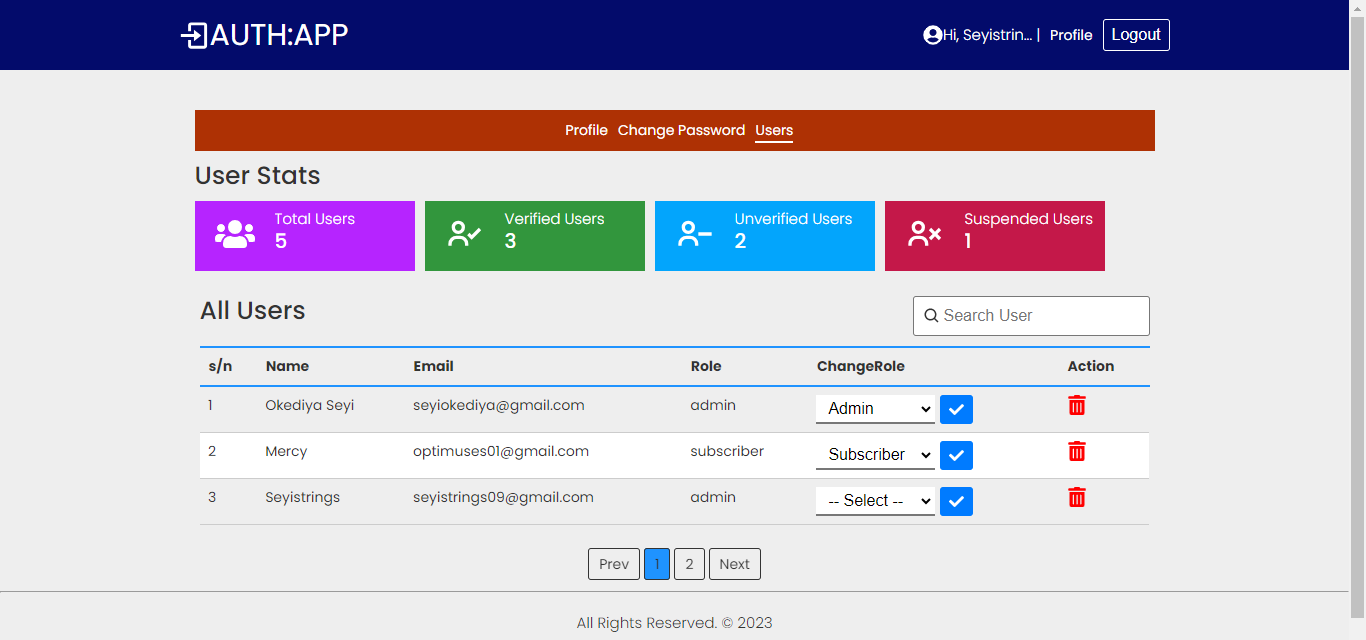 AUTH:APP
Hi, Seyistrin... | Profile Logout
Profile Change Password Users
User Stats
Total Users
5
Verified Users
3
Unverified Users
2
Suspended Users
1
All Users
Search User
s/n Name Email Role ChangeRole Action
1 Okediya Seyi seyiokediya@gmail.com admin Admin
2 Mercy optimuses01@gmail.com subscriber Subscriber
3 Seyistrings seyistrings09@gmail.com admin -- Select --
Prev 1 2 Next
All Rights Reserved. © 2023